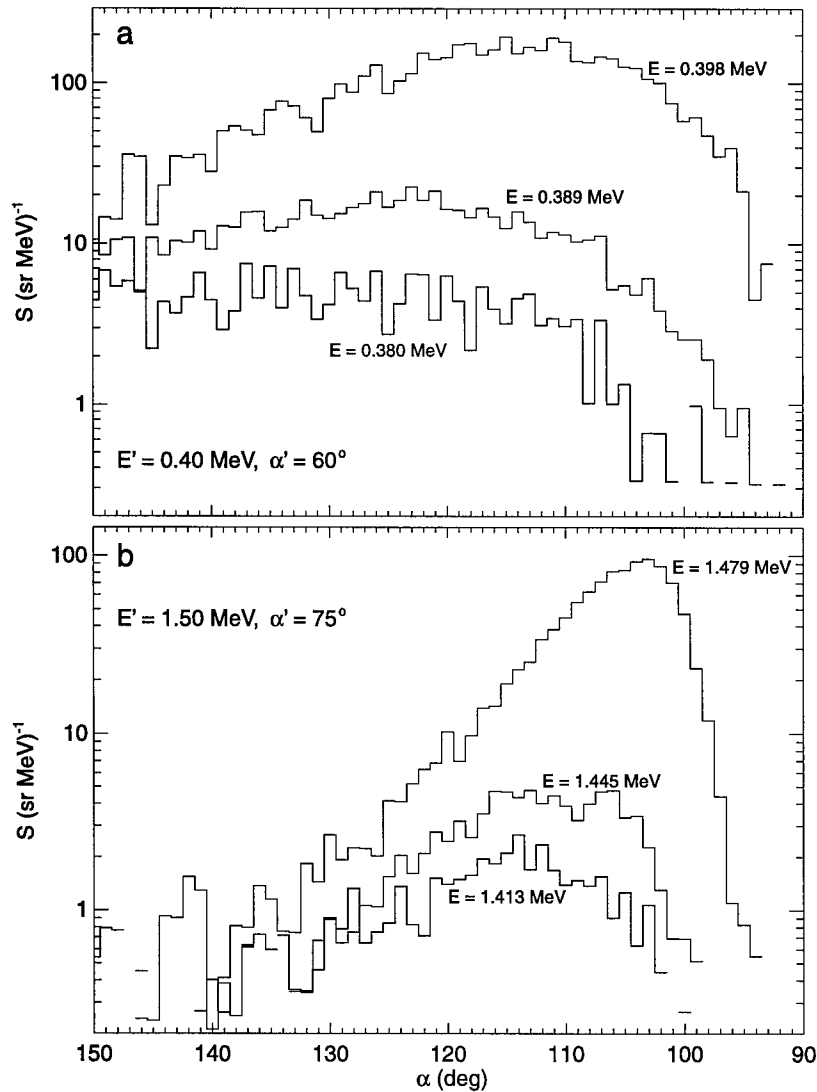 a
100
E = 0.398 MeV
E = 0.389 MeV
10
S (sr MeV)⁻¹
E = 0.380 MeV
1
E' = 0.40 MeV, α' = 60°
b
100
E = 1.479 MeV
E' = 1.50 MeV, α' = 75°
10
S (sr MeV)⁻¹
E = 1.445 MeV
E = 1.413 MeV
1
150 140 130 120 110 100 90
α (deg)